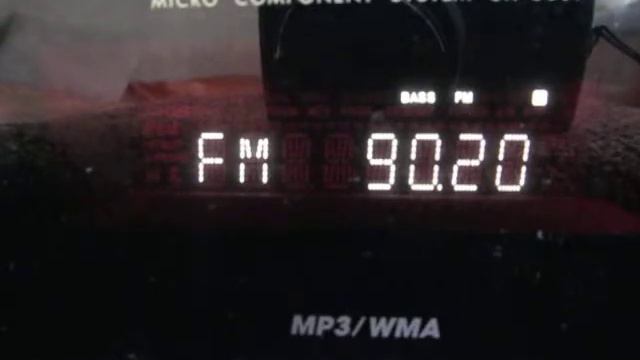 MICRO COMPONENT SYSTEM
BASS FM
FM 90.20
MP3/WMA